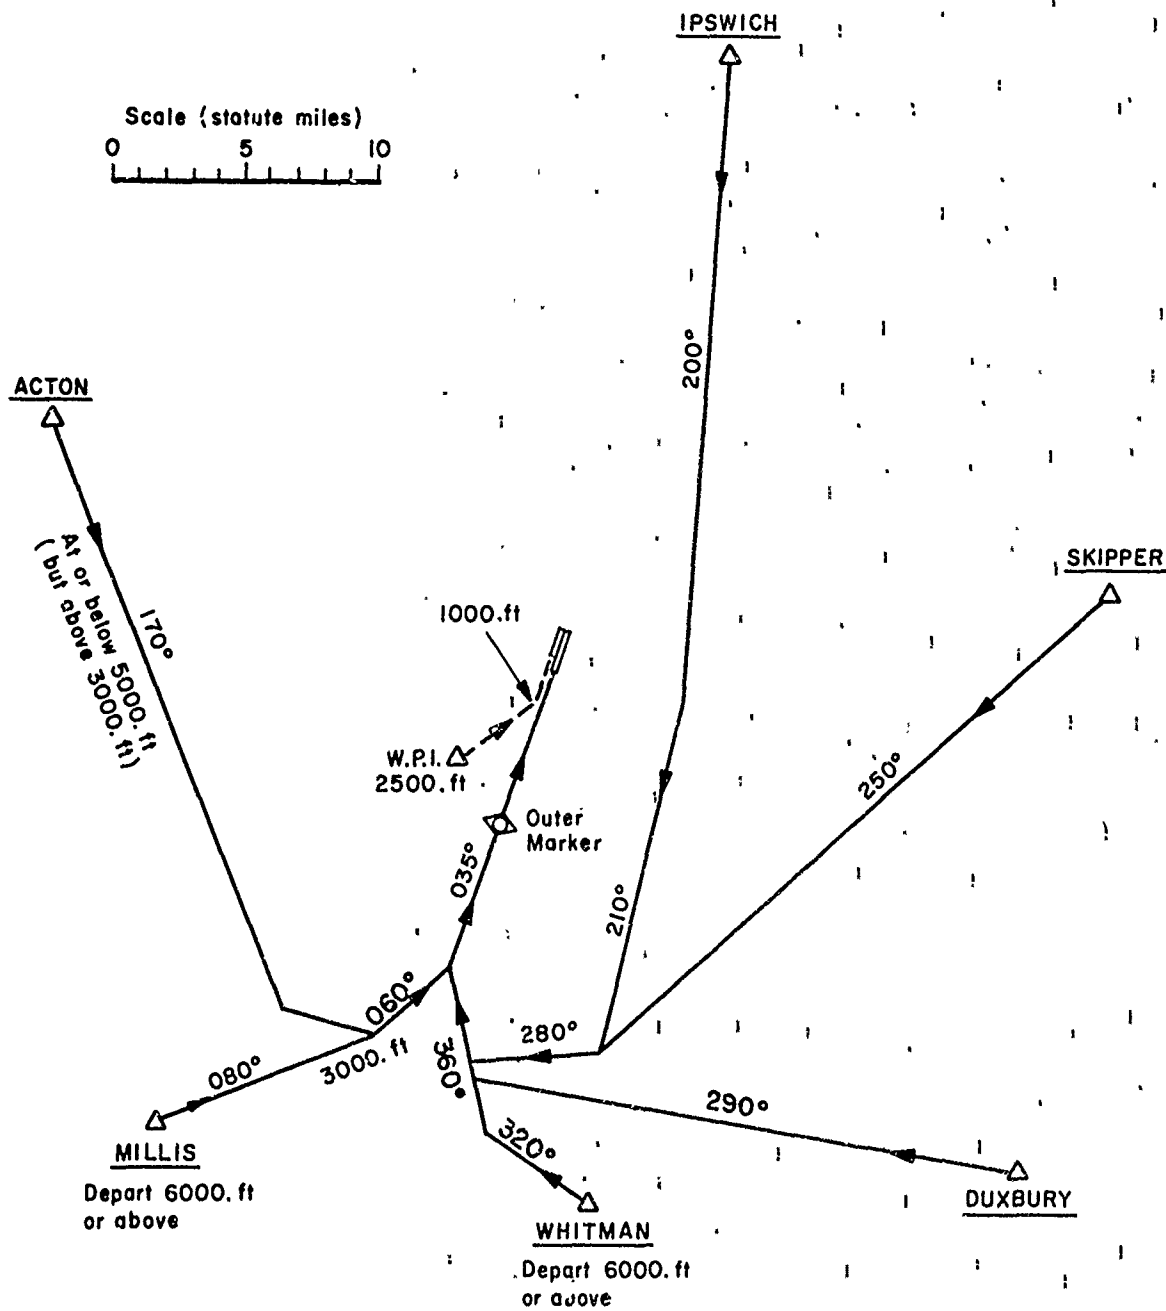 IPSWICH
Scale (statute miles)
0 5 10
200°
ACTON
SKIPPER
At or below 5000.ft
(but above 3000.ft)
170°
1000.ft
W.P.I.
2500.ft
250°
Outer
Marker
035°
210°
060°
280°
3000.ft
360°
080°
290°
320°
MILLIS
Depart 6000.ft
or above
DUXBURY
WHITMAN
Depart 6000.ft
or above